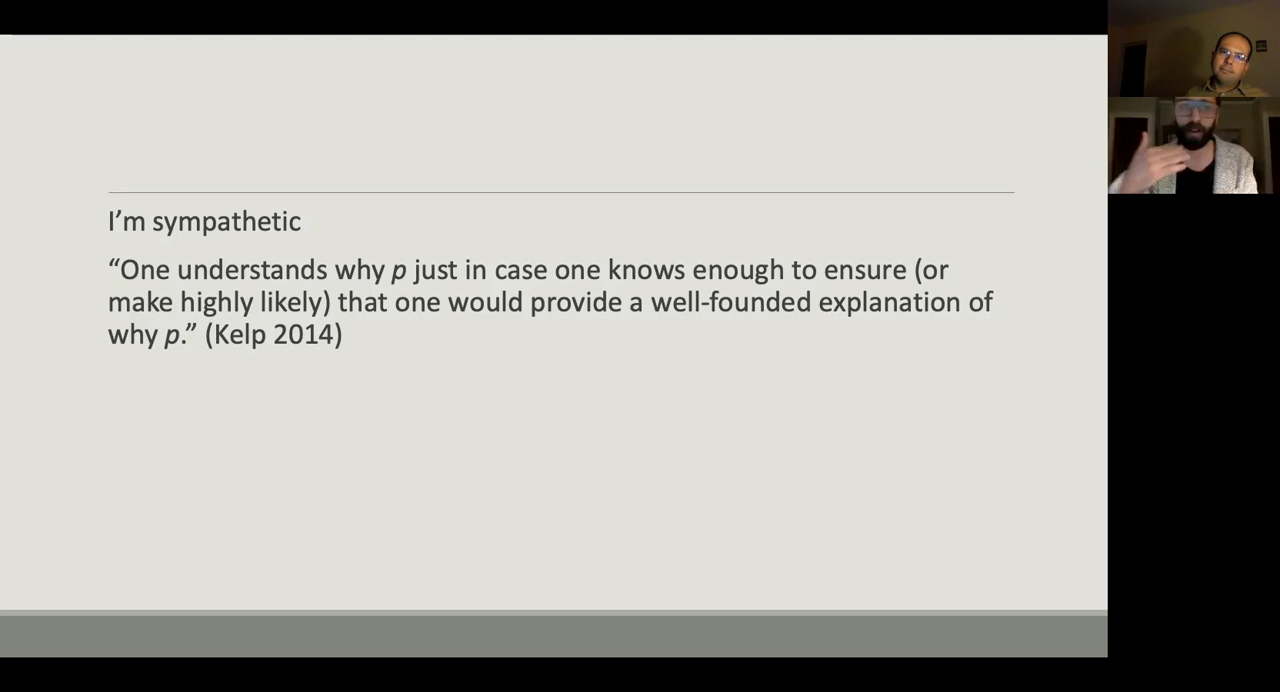 I’m sympathetic
“One understands why p just in case one knows enough to ensure (or
make highly likely) that one would provide a well-founded explanation of
why p.” (Kelp 2014)